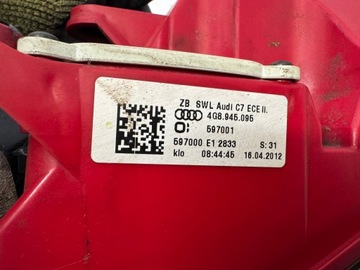 ZB SWL Audi C7 ECE II.
4G8.945.095
597001
597000 E1 2833 S:31
klo 08:44:45 16.04.2012